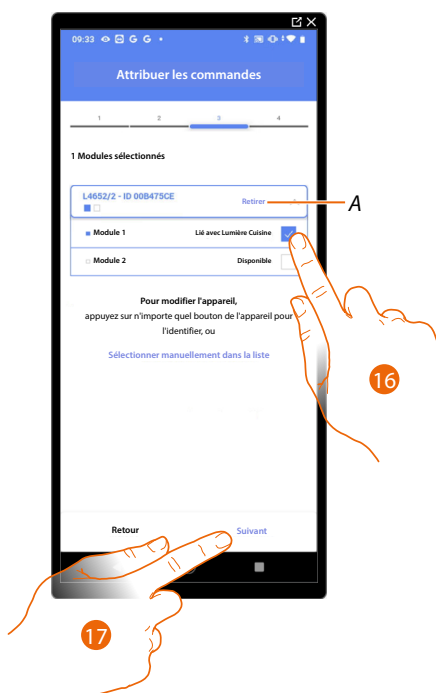 09:33 G G
Attribuer les commandes
1 2 3 4
1 Modules sélectionnés
L4652/2 - ID 00B475CE
Retirer
A
Module 1 Lié avec Lumière Cuisine
Module 2 Disponible
Pour modifier l'appareil,
appuyez sur n'importe quel bouton de l'appareil pour
l'identifier, ou
Sélectionner manuellement dans la liste
16
Retour Suivant
17